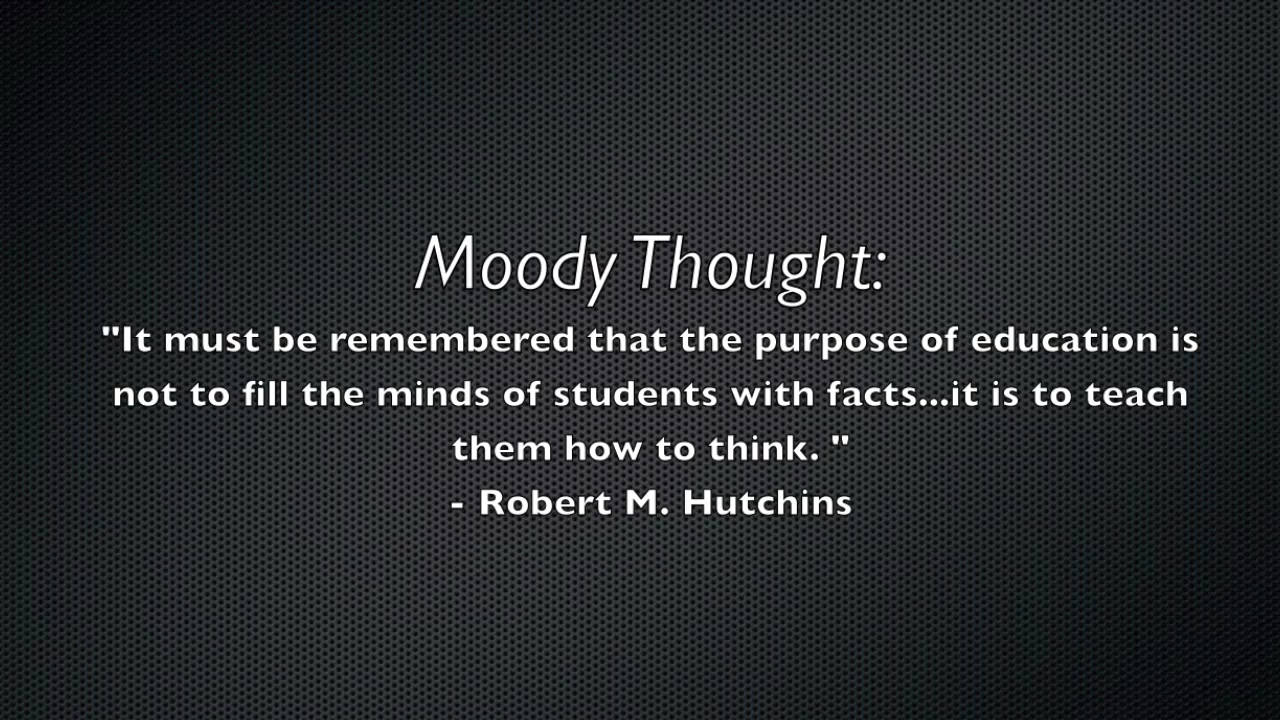 Moody Thought:
"It must be remembered that the purpose of education is
not to fill the minds of students with facts...it is to teach
them how to think. "
- Robert M. Hutchins